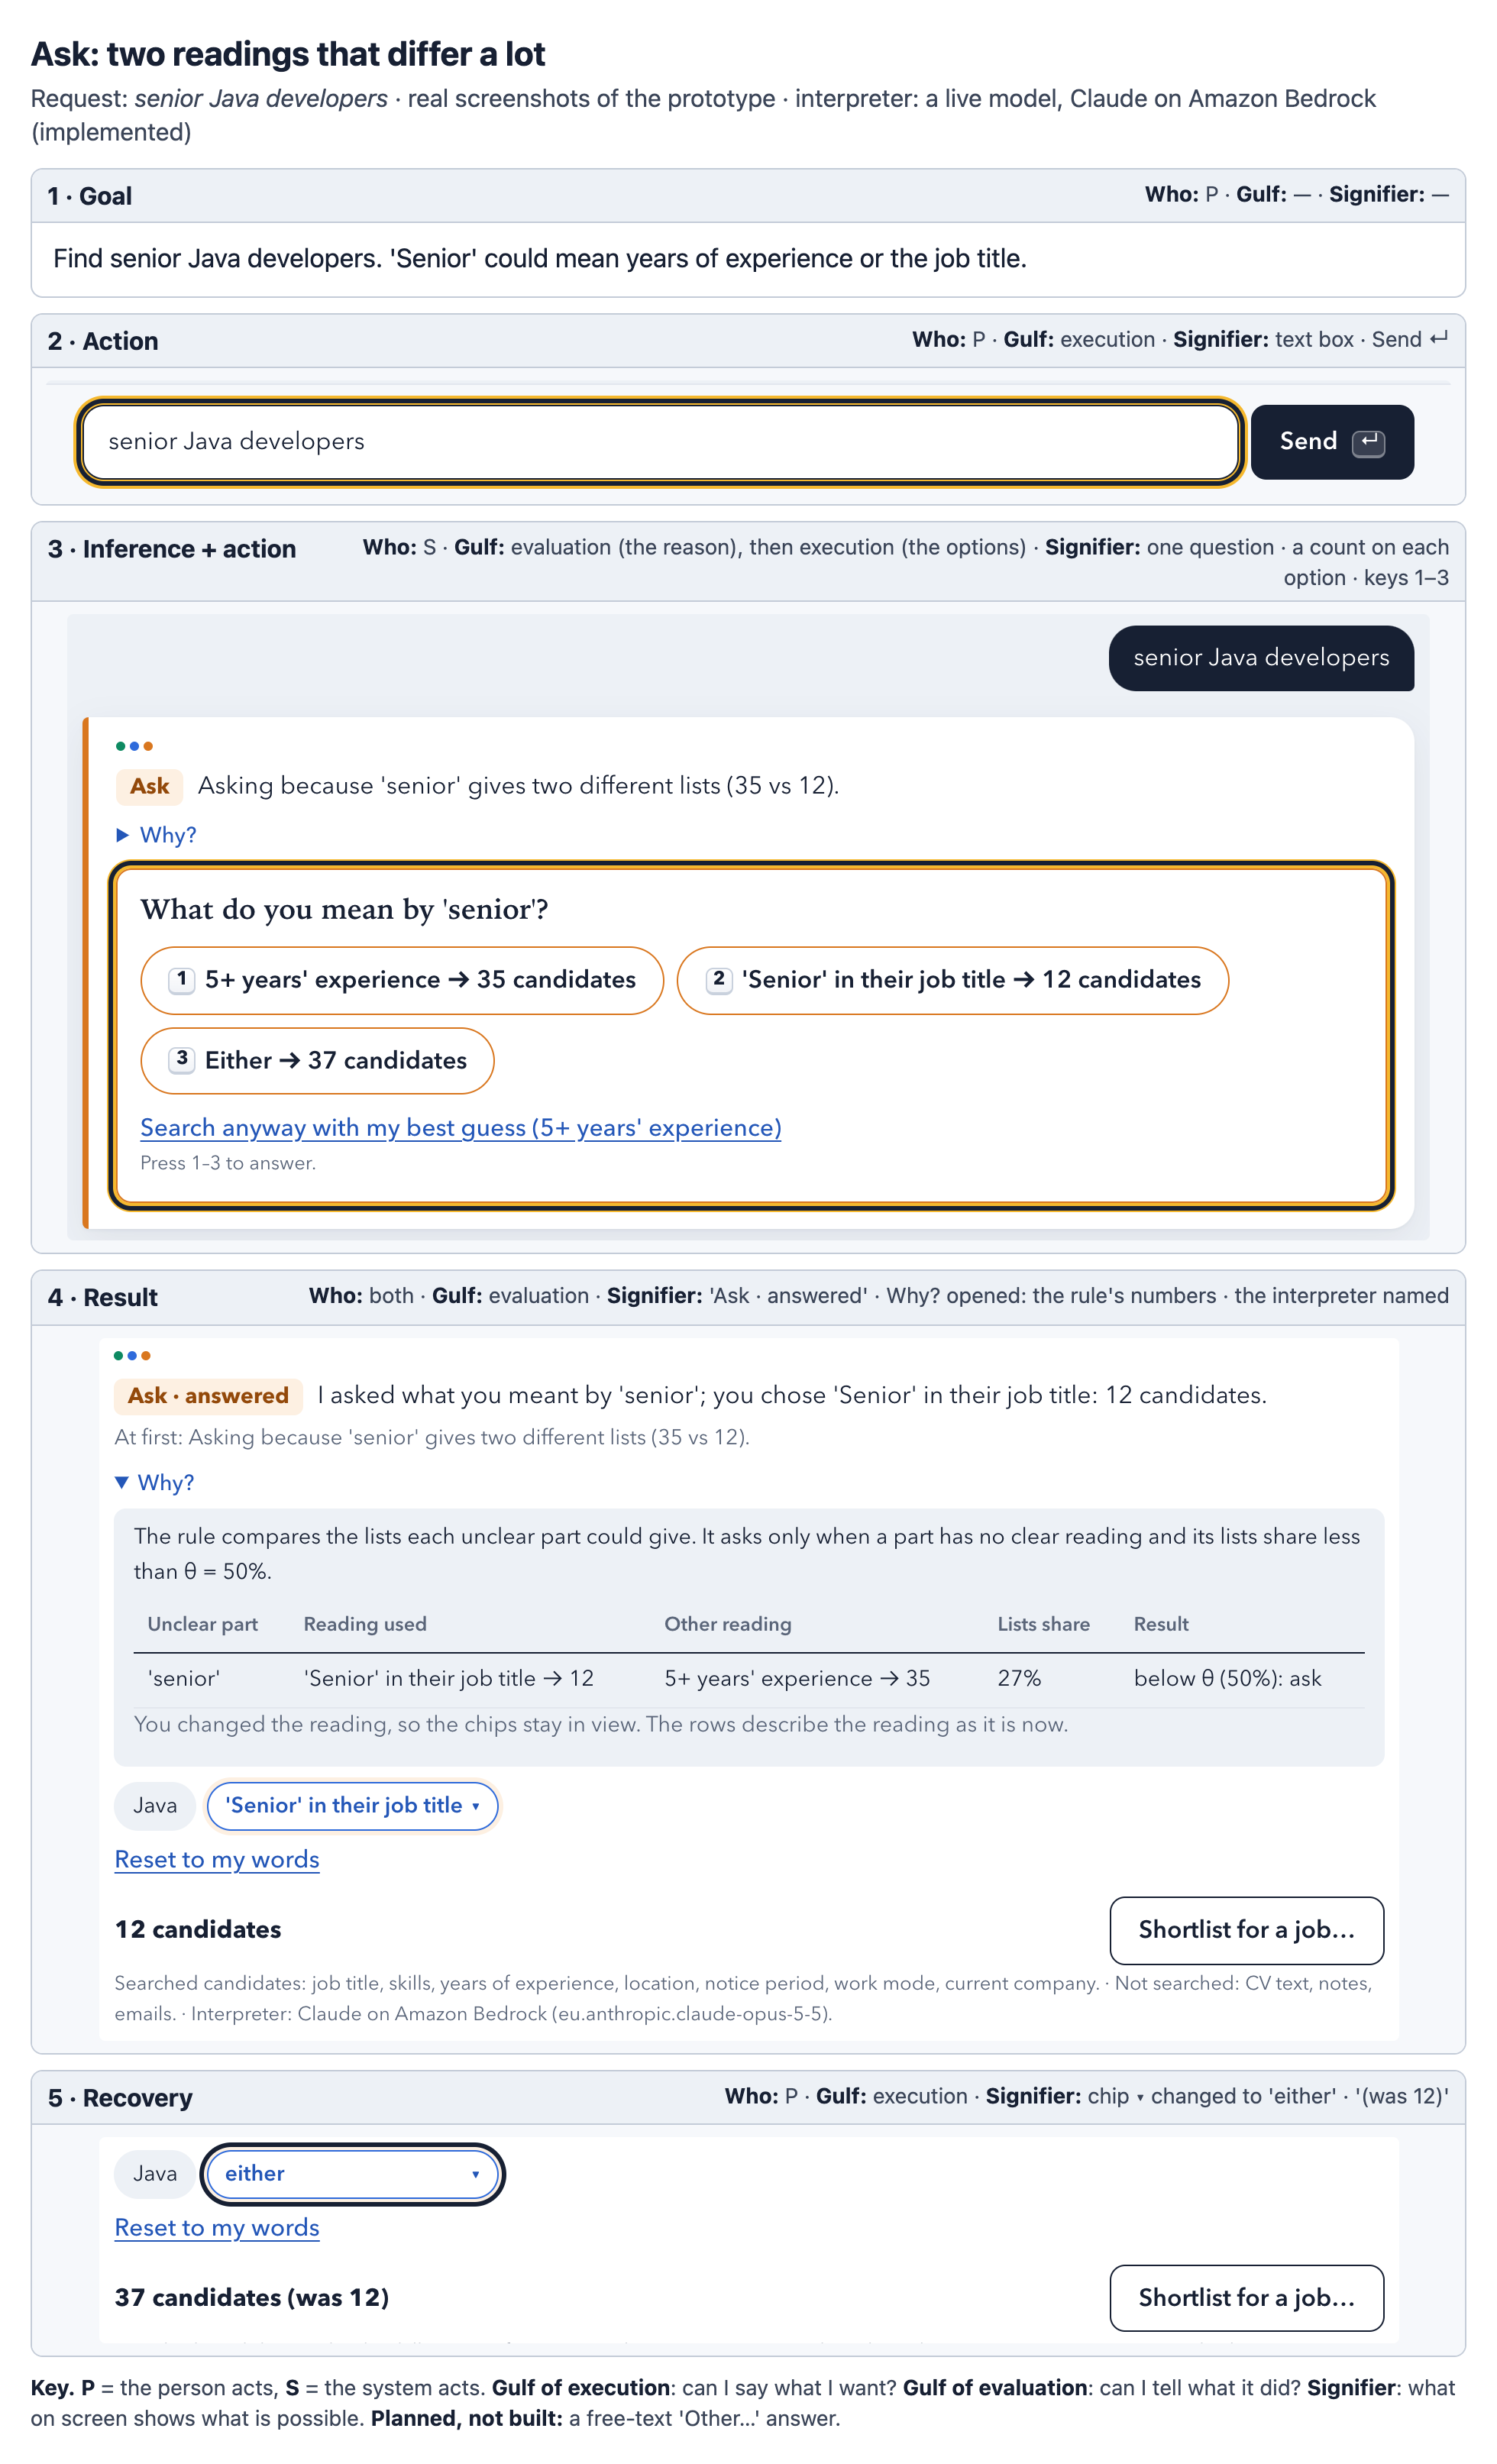 Ask: two readings that differ a lot
Request: senior Java developers · real screenshots of the prototype · interpreter: a live model, Claude on Amazon Bedrock
(implemented)
1 · Goal
Who: P · Gulf: — · Signifier: —
Find senior Java developers. 'Senior' could mean years of experience or the job title.
2 · Action
Who: P · Gulf: execution · Signifier: text box · Send ↵
senior Java developers
Send ↵
3 · Inference + action
Who: S · Gulf: evaluation (the reason), then execution (the options) · Signifier: one question · a count on each
option · keys 1–3
senior Java developers
Ask Asking because 'senior' gives two different lists (35 vs 12).
▶ Why?
What do you mean by 'senior'?
1 5+ years' experience → 35 candidates
2 'Senior' in their job title → 12 candidates
3 Either → 37 candidates
Search anyway with my best guess (5+ years' experience)
Press 1–3 to answer.
4 · Result
Who: both · Gulf: evaluation · Signifier: 'Ask · answered' · Why? opened: the rule's numbers · the interpreter named
Ask · answered I asked what you meant by 'senior'; you chose 'Senior' in their job title: 12 candidates.
At first: Asking because 'senior' gives two different lists (35 vs 12).
▼ Why?
The rule compares the lists each unclear part could give. It asks only when a part has no clear reading and its lists share less
than θ = 50%.
Unclear part Reading used Other reading Lists share Result
'senior' 'Senior' in their job title → 12 5+ years' experience → 35 27% below θ (50%): ask
You changed the reading, so the chips stay in view. The rows describe the reading as it is now.
Java 'Senior' in their job title ▾
Reset to my words
12 candidates
Shortlist for a job…
Searched candidates: job title, skills, years of experience, location, notice period, work mode, current company. · Not searched: CV text, notes,
emails. · Interpreter: Claude on Amazon Bedrock (eu.anthropic.claude-opus-5-5).
5 · Recovery
Who: P · Gulf: execution · Signifier: chip ▾ changed to 'either' · '(was 12)'
Java either ▾
Reset to my words
37 candidates (was 12)
Shortlist for a job…
Key. P = the person acts, S = the system acts. Gulf of execution: can I say what I want? Gulf of evaluation: can I tell what it did? Signifier: what
on screen shows what is possible. Planned, not built: a free-text 'Other…' answer.